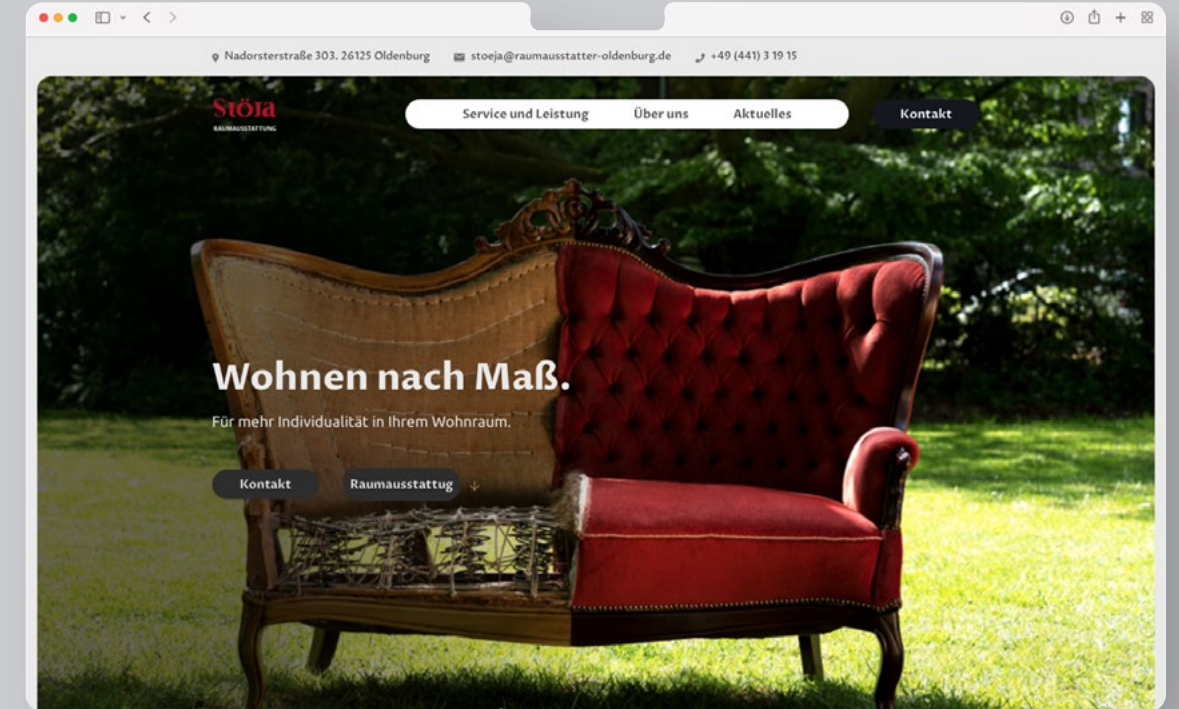 Nadorsterstraße 303. 26125 Oldenburg stoeja@raumausstatter-oldenburg.de +49 (441) 3 19 15
Stöja
RAUMAUSSTATTUNG
Service und Leistung Über uns Aktuelles Kontakt
Wohnen nach Maß.
Für mehr Individualität in Ihrem Wohnraum.
Kontakt Raumausstattug